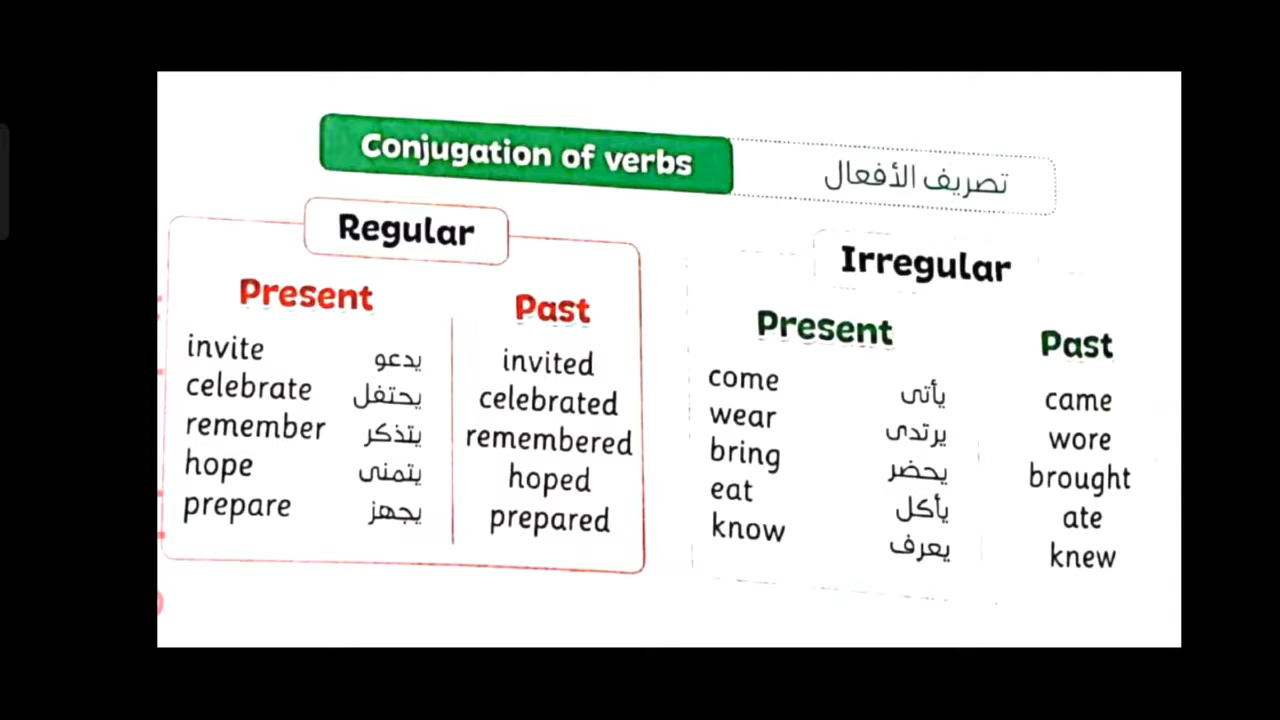 Conjugation of verbs تصريف الأفعال
Regular
Present Past
invite يدعو invited
celebrate يحتفل celebrated
remember يتذكر remembered
hope يتمنى hoped
prepare يجهز prepared
Irregular
Present Past
come يأتى came
wear يرتدى wore
bring يحضر brought
eat يأكل ate
know يعرف knew